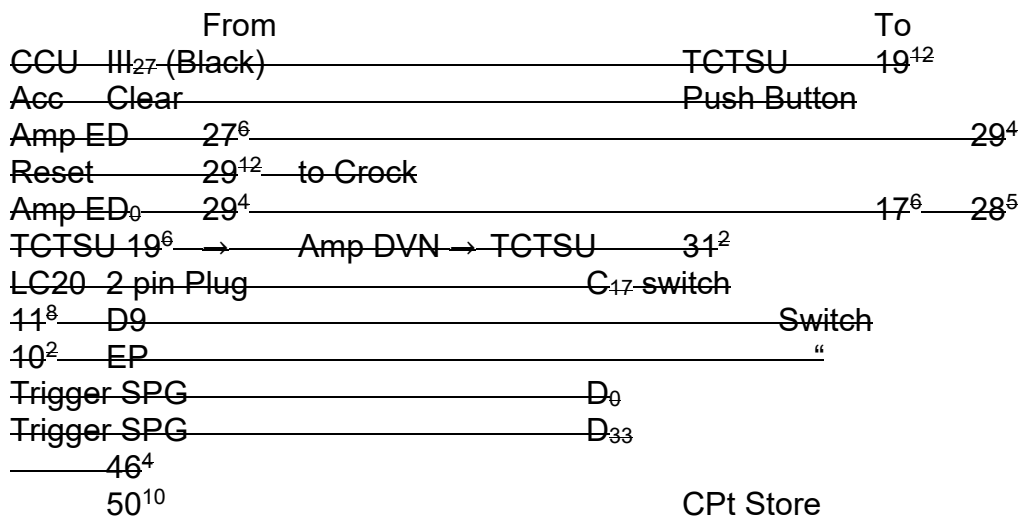 From To
CCU III₂₇ (Black) TCTSU 19¹²
Acc Clear Push Button
Amp ED 27⁶ 29⁴
Reset 29¹² to Crock
Amp ED₀ 29⁴ 17⁶ 28⁵
TCTSU 19⁶ → Amp DVN → TCTSU 31²
LC20 2 pin Plug C₁₇ switch
11⁸ D9 Switch
10² EP “
Trigger SPG D₀
Trigger SPG D₃₃
46⁴
50¹⁰ CPt Store